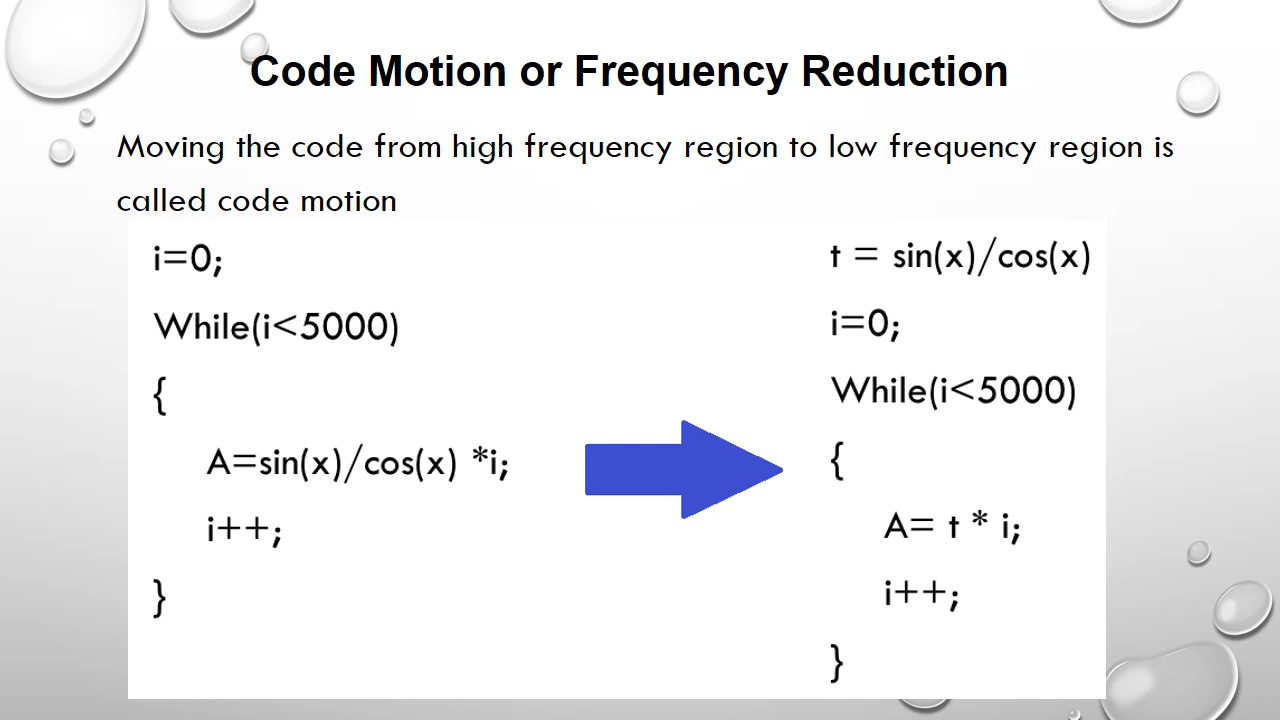 Code Motion or Frequency Reduction
Moving the code from high frequency region to low frequency region is
called code motion
i=0;
While(i<5000)
{
A=sin(x)/cos(x) *i;
i++;
}
t = sin(x)/cos(x)
i=0;
While(i<5000)
{
A= t * i;
i++;
}